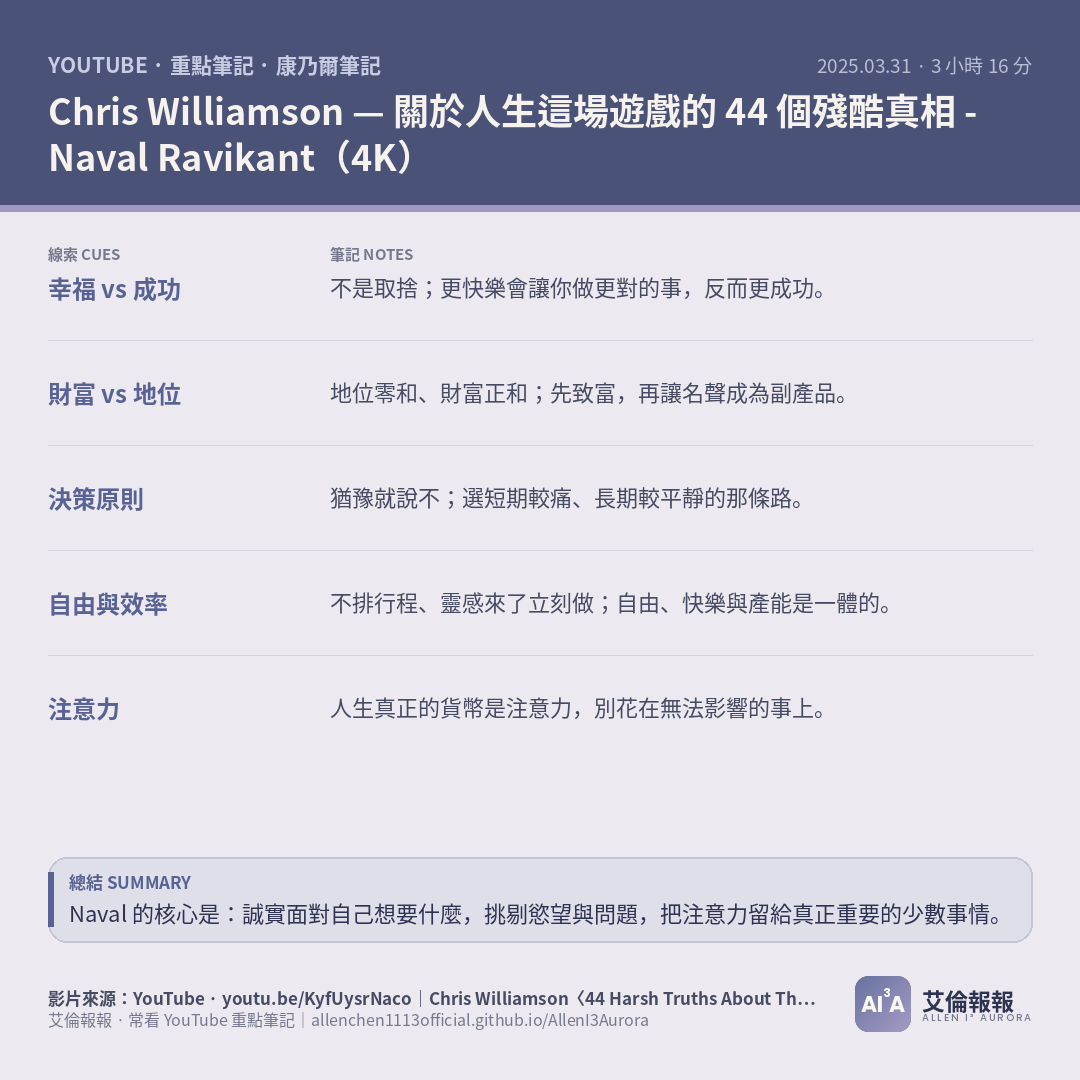 YOUTUBE · 重點筆記 · 康乃爾筆記
2025.03.31 · 3 小時 16 分
Chris Williamson — 關於人生這場遊戲的 44 個殘酷真相 -
Naval Ravikant（4K）
線索 CUES
筆記 NOTES
幸福 vs 成功
不是取捨；更快樂會讓你做更對的事，反而更成功。
財富 vs 地位
地位零和、財富正和；先致富，再讓名聲成為副產品。
決策原則
猶豫就說不；選短期較痛、長期較平靜的那條路。
自由與效率
不排行程、靈感來了立刻做；自由、快樂與產能是一體的。
注意力
人生真正的貨幣是注意力，別花在無法影響的事上。
總結 SUMMARY
Naval 的核心是：誠實面對自己想要什麼，挑剔慾望與問題，把注意力留給真正重要的少數事情。
影片來源：YouTube · youtu.be/KyfUysrNaco｜Chris Williamson〈44 Harsh Truths About Th…
艾倫報報 · 常看 YouTube 重點筆記｜allenchen1113official.github.io/AllenI3Aurora
AI³A
艾倫報報
ALLEN I³ AURORA